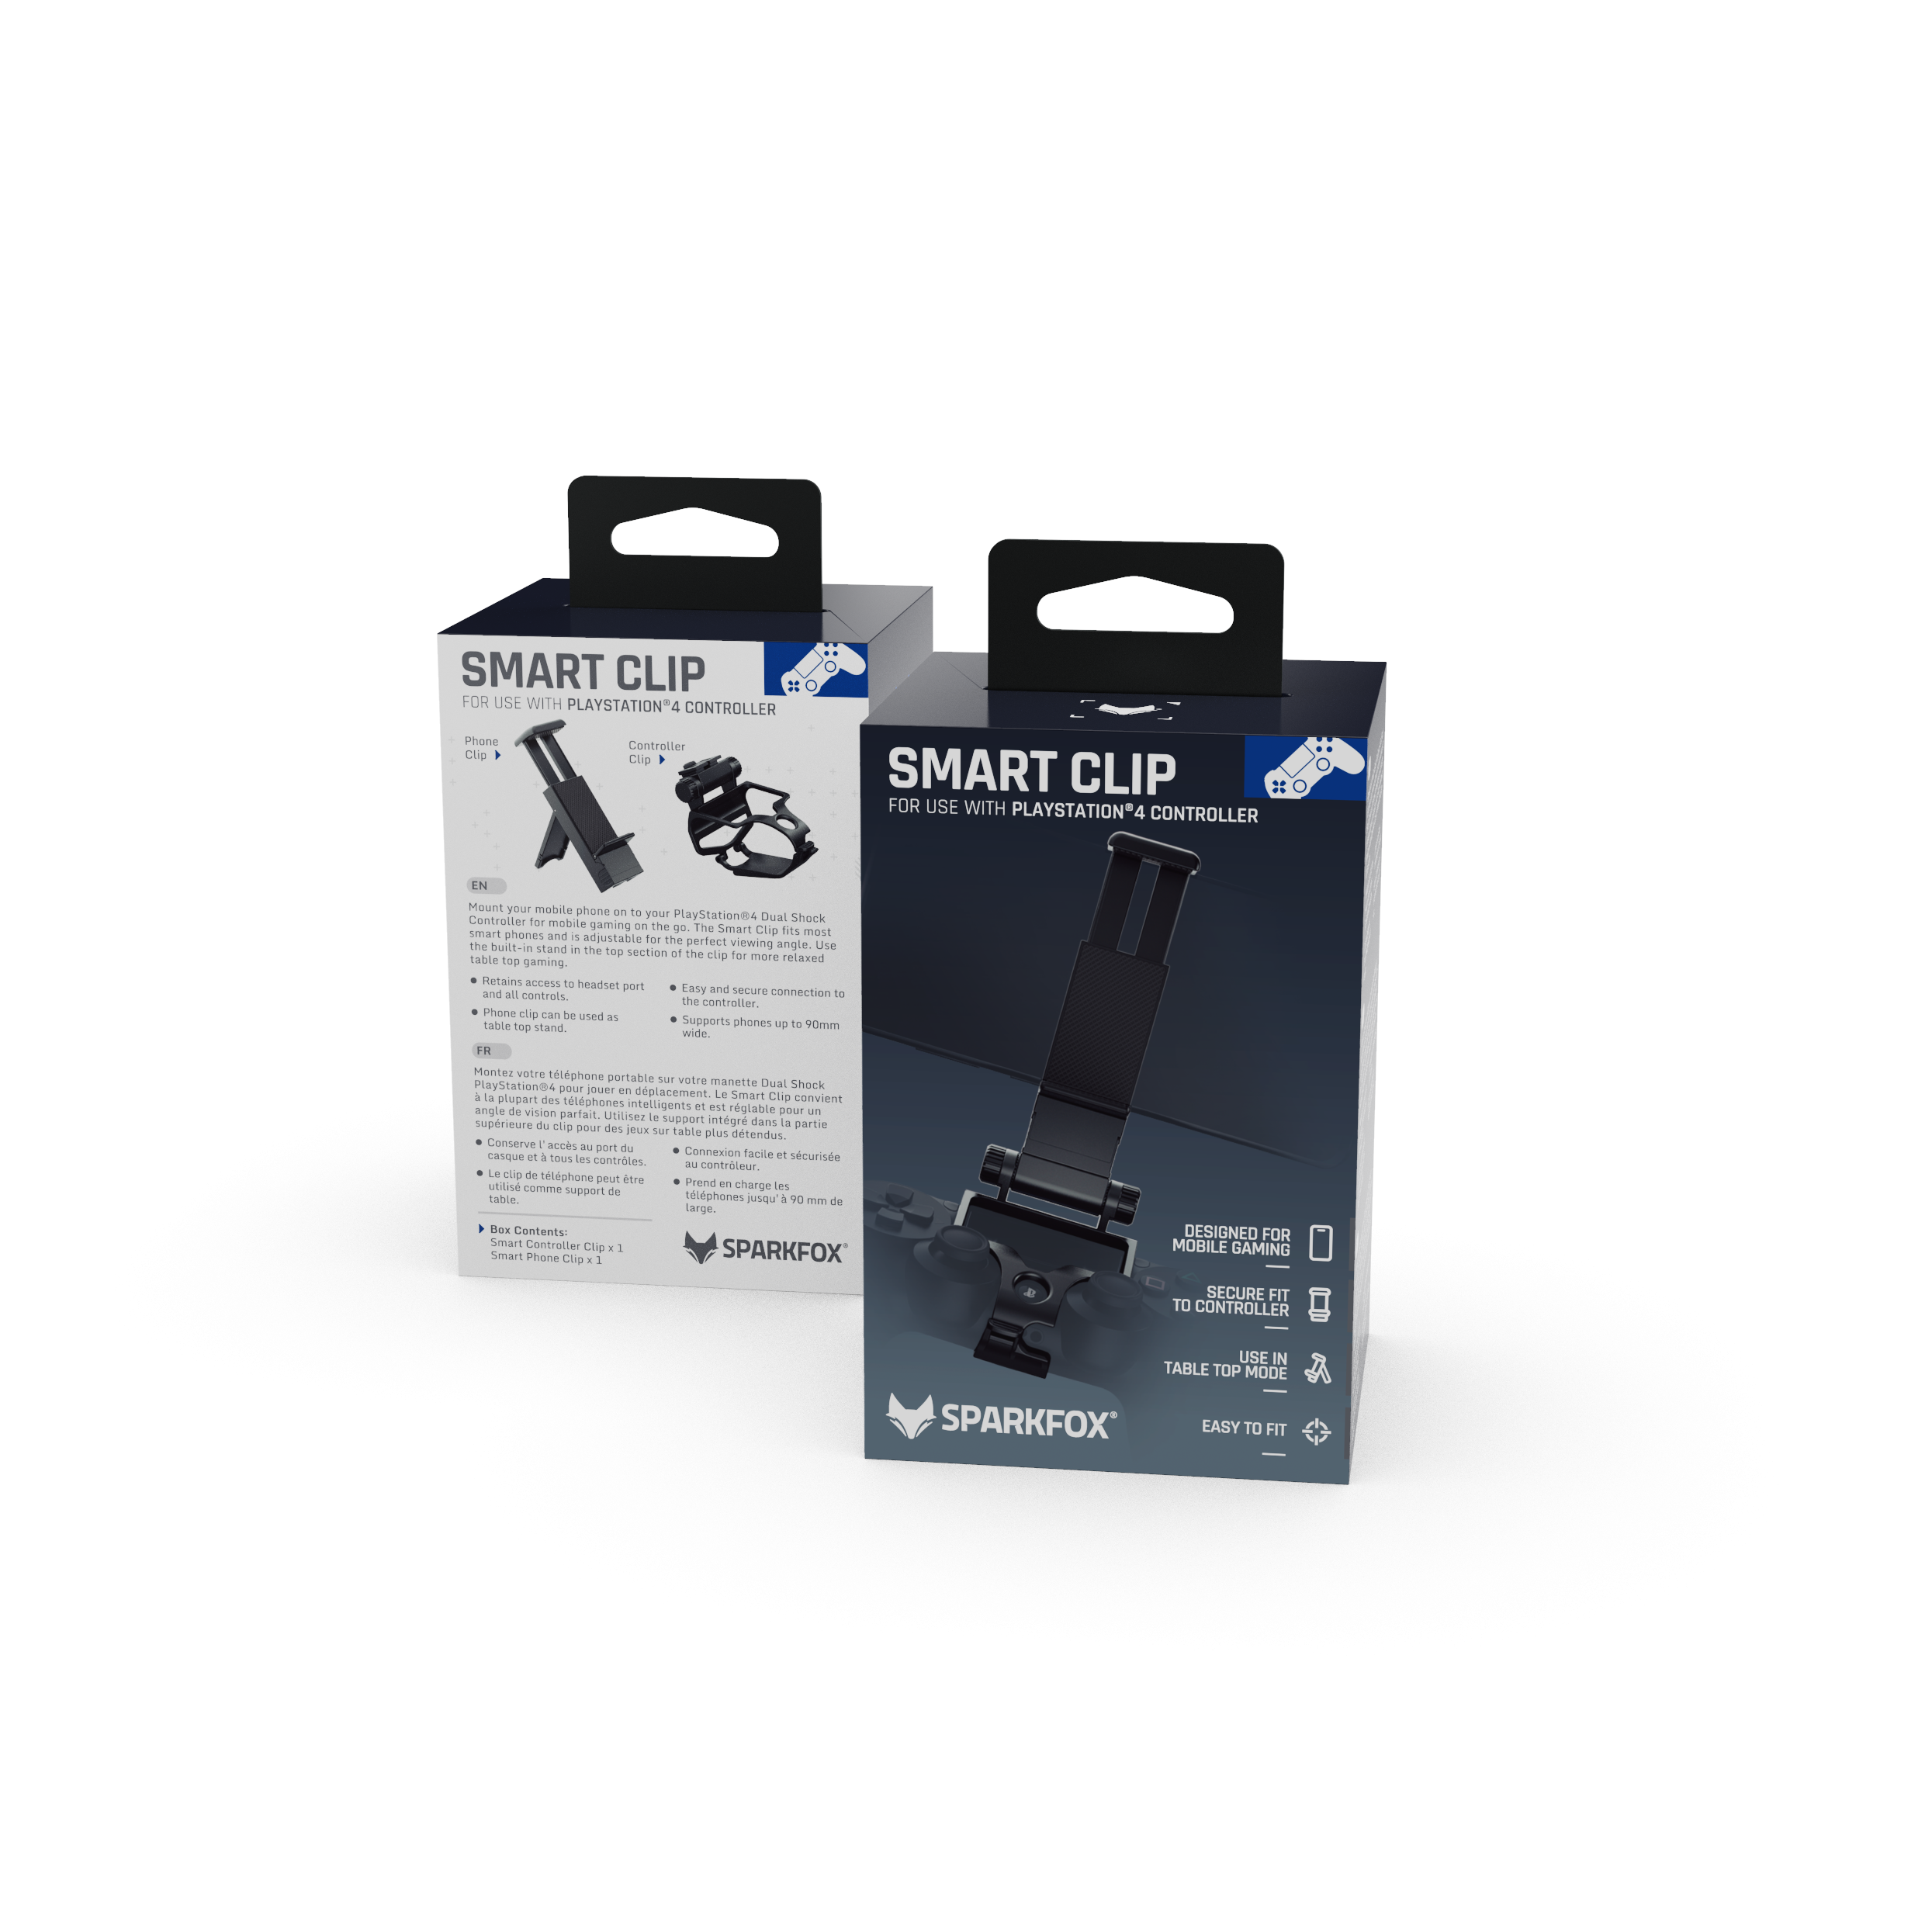 SMART CLIP
FOR USE WITH PLAYSTATION®4 CONTROLLER
Phone
Clip
Controller
Clip
EN
Mount your mobile phone on to your PlayStation®4 Dual Shock
Controller for mobile gaming on the go. The Smart Clip fits most
smart phones and is adjustable for the perfect viewing angle. Use
the built-in stand in the top section of the clip for more relaxed
table top gaming.
• Retains access to headset port
and all controls.
• Phone clip can be used as
table top stand.
• Easy and secure connection to
the controller.
• Supports phones up to 90mm
wide.
FR
Montez votre téléphone portable sur votre manette Dual Shock
PlayStation®4 pour jouer en déplacement. Le Smart Clip convient
à la plupart des téléphones intelligents et est réglable pour un
angle de vision parfait. Utilisez le support intégré dans la partie
supérieure du clip pour des jeux sur table plus détendus.
• Conserve l' accès au port du
casque et à tous les contrôles.
• Le clip de téléphone peut être
utilisé comme support de
table.
• Connexion facile et sécurisée
au contrôleur.
• Prend en charge les
téléphones jusqu' à 90 mm de
large.
Box Contents:
Smart Controller Clip x 1
Smart Phone Clip x 1
SPARKFOX®
SMART CLIP
FOR USE WITH PLAYSTATION®4 CONTROLLER
DESIGNED FOR
MOBILE GAMING
SECURE FIT
TO CONTROLLER
USE IN
TABLE TOP MODE
EASY TO FIT
SPARKFOX®